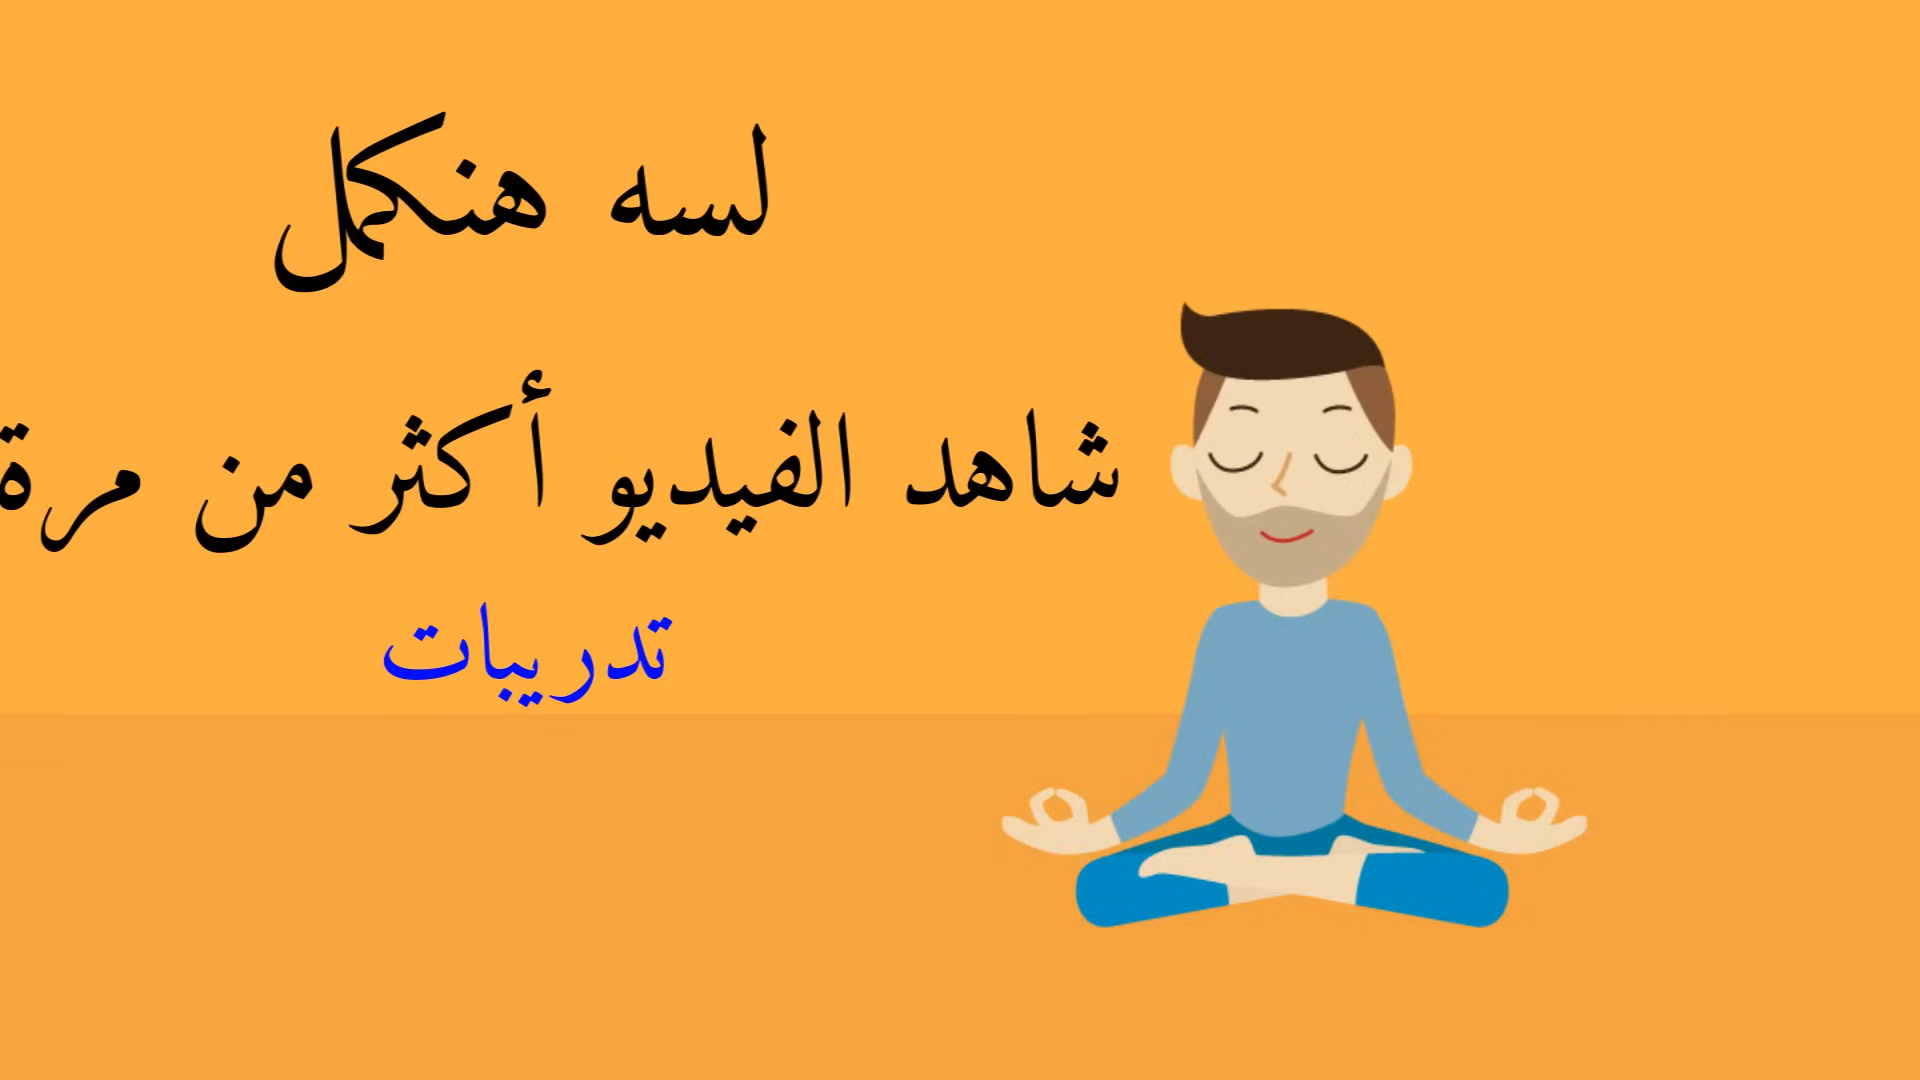 لسه هنكمل
شاهد الفيديو أكثر من مرة
تدريبات